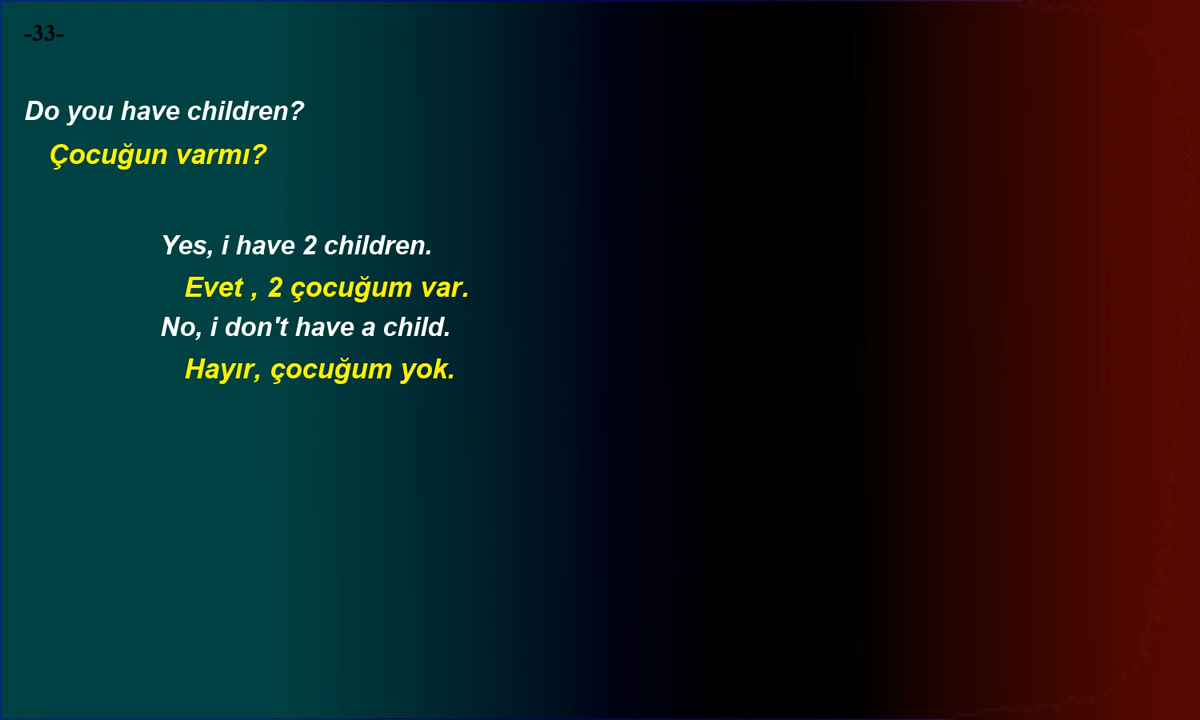 -33-
Do you have children?
Çocuğun varmı?
Yes, i have 2 children.
Evet , 2 çocuğum var.
No, i don't have a child.
Hayır, çocuğum yok.